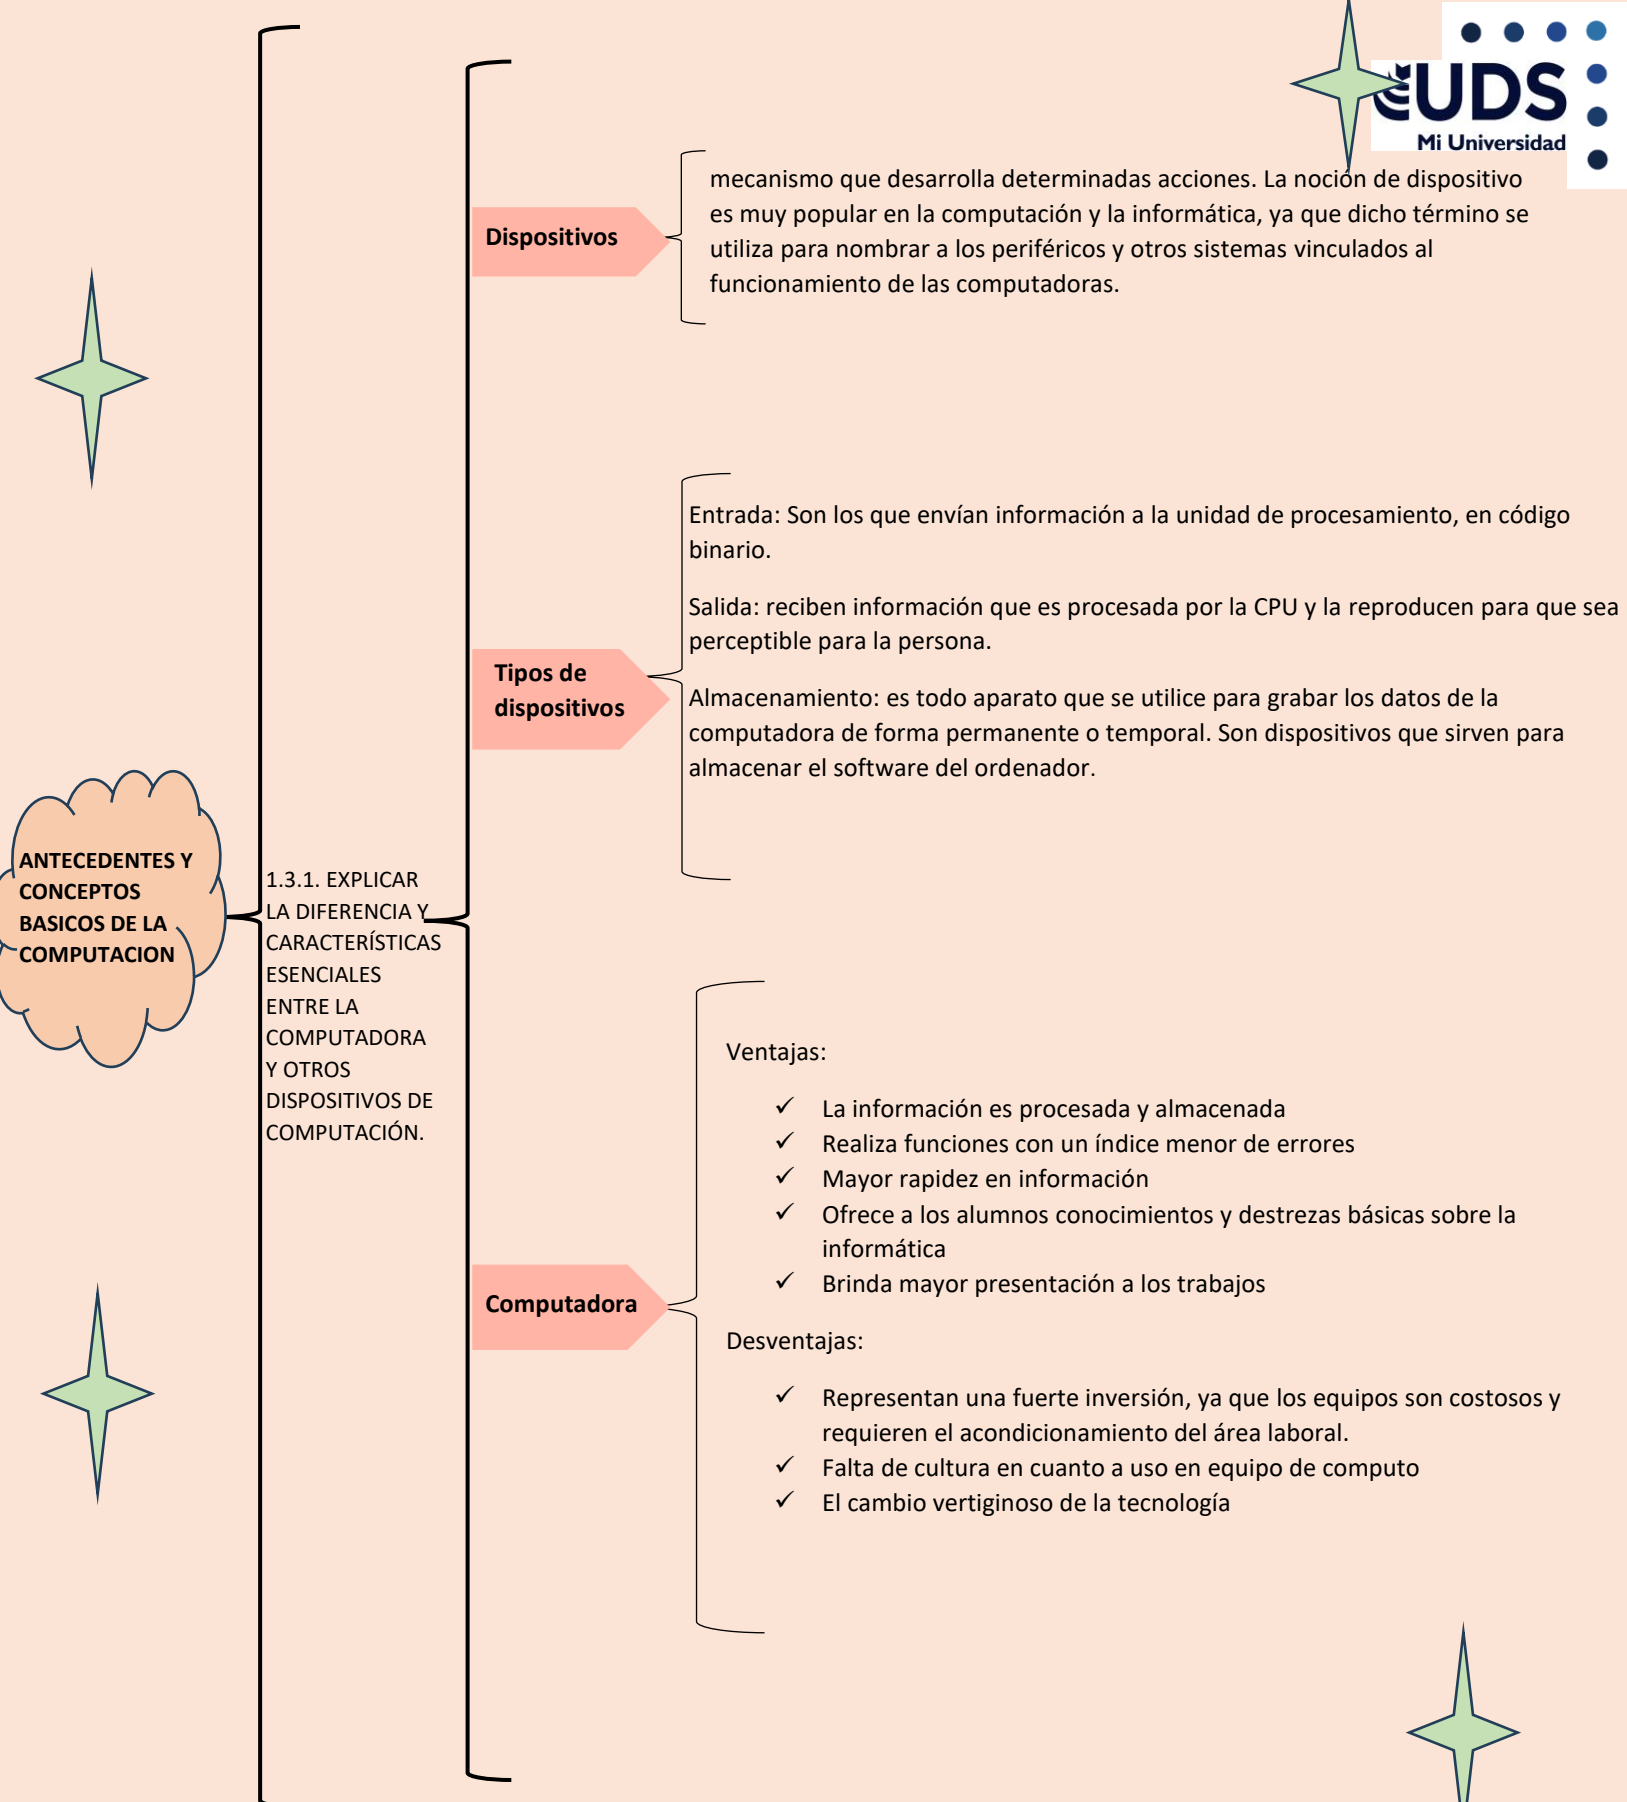 UDS
Mi Universidad
mecanismo que desarrolla determinadas acciones. La noción de dispositivo
es muy popular en la computación y la informática, ya que dicho término se
utiliza para nombrar a los periféricos y otros sistemas vinculados al
funcionamiento de las computadoras.
Dispositivos
Entrada: Son los que envían información a la unidad de procesamiento, en código
binario.
Salida: reciben información que es procesada por la CPU y la reproducen para que sea
perceptible para la persona.
Tipos de
dispositivos
Almacenamiento: es todo aparato que se utilice para grabar los datos de la
computadora de forma permanente o temporal. Son dispositivos que sirven para
almacenar el software del ordenador.
ANTECEDENTES Y
CONCEPTOS
BASICOS DE LA
COMPUTACION
1.3.1. EXPLICAR
LA DIFERENCIA Y
CARACTERÍSTICAS
ESENCIALES
ENTRE LA
COMPUTADORA
Y OTROS
DISPOSITIVOS DE
COMPUTACIÓN.
Computadora
Ventajas:
✓ La información es procesada y almacenada
✓ Realiza funciones con un índice menor de errores
✓ Mayor rapidez en información
✓ Ofrece a los alumnos conocimientos y destrezas básicas sobre la
informática
✓ Brinda mayor presentación a los trabajos
Desventajas:
✓ Representan una fuerte inversión, ya que los equipos son costosos y
requieren el acondicionamiento del área laboral.
✓ Falta de cultura en cuanto a uso en equipo de computo
✓ El cambio vertiginoso de la tecnología